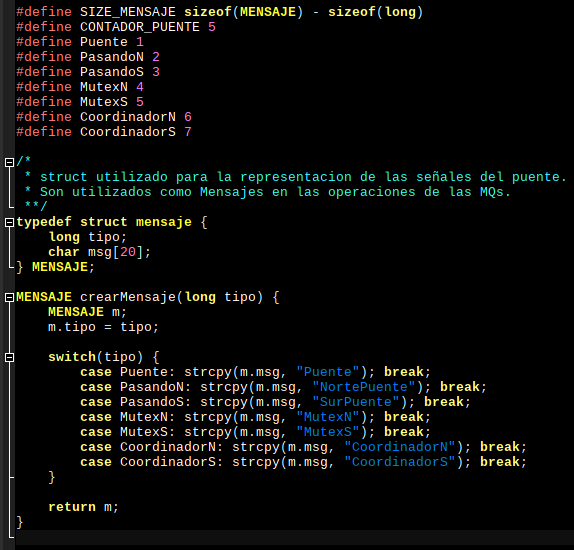 #define SIZE_MENSAJE sizeof(MENSAJE) - sizeof(long)
#define CONTADOR_PUENTE 5
#define Puente 1
#define PasandoN 2
#define PasandoS 3
#define MutexN 4
#define MutexS 5
#define CoordinadorN 6
#define CoordinadorS 7
/*
* struct utilizado para la representacion de las señales del puente.
* Son utilizados como Mensajes en las operaciones de las MQs.
**/
typedef struct mensaje {
long tipo;
char msg[20];
} MENSAJE;
MENSAJE crearMensaje(long tipo) {
MENSAJE m;
m.tipo = tipo;
switch(tipo) {
case Puente: strcpy(m.msg, "Puente"); break;
case PasandoN: strcpy(m.msg, "NortePuente"); break;
case PasandoS: strcpy(m.msg, "SurPuente"); break;
case MutexN: strcpy(m.msg, "MutexN"); break;
case MutexS: strcpy(m.msg, "MutexS"); break;
case CoordinadorN: strcpy(m.msg, "CoordinadorN"); break;
case CoordinadorS: strcpy(m.msg, "CoordinadorS"); break;
}
return m;
}